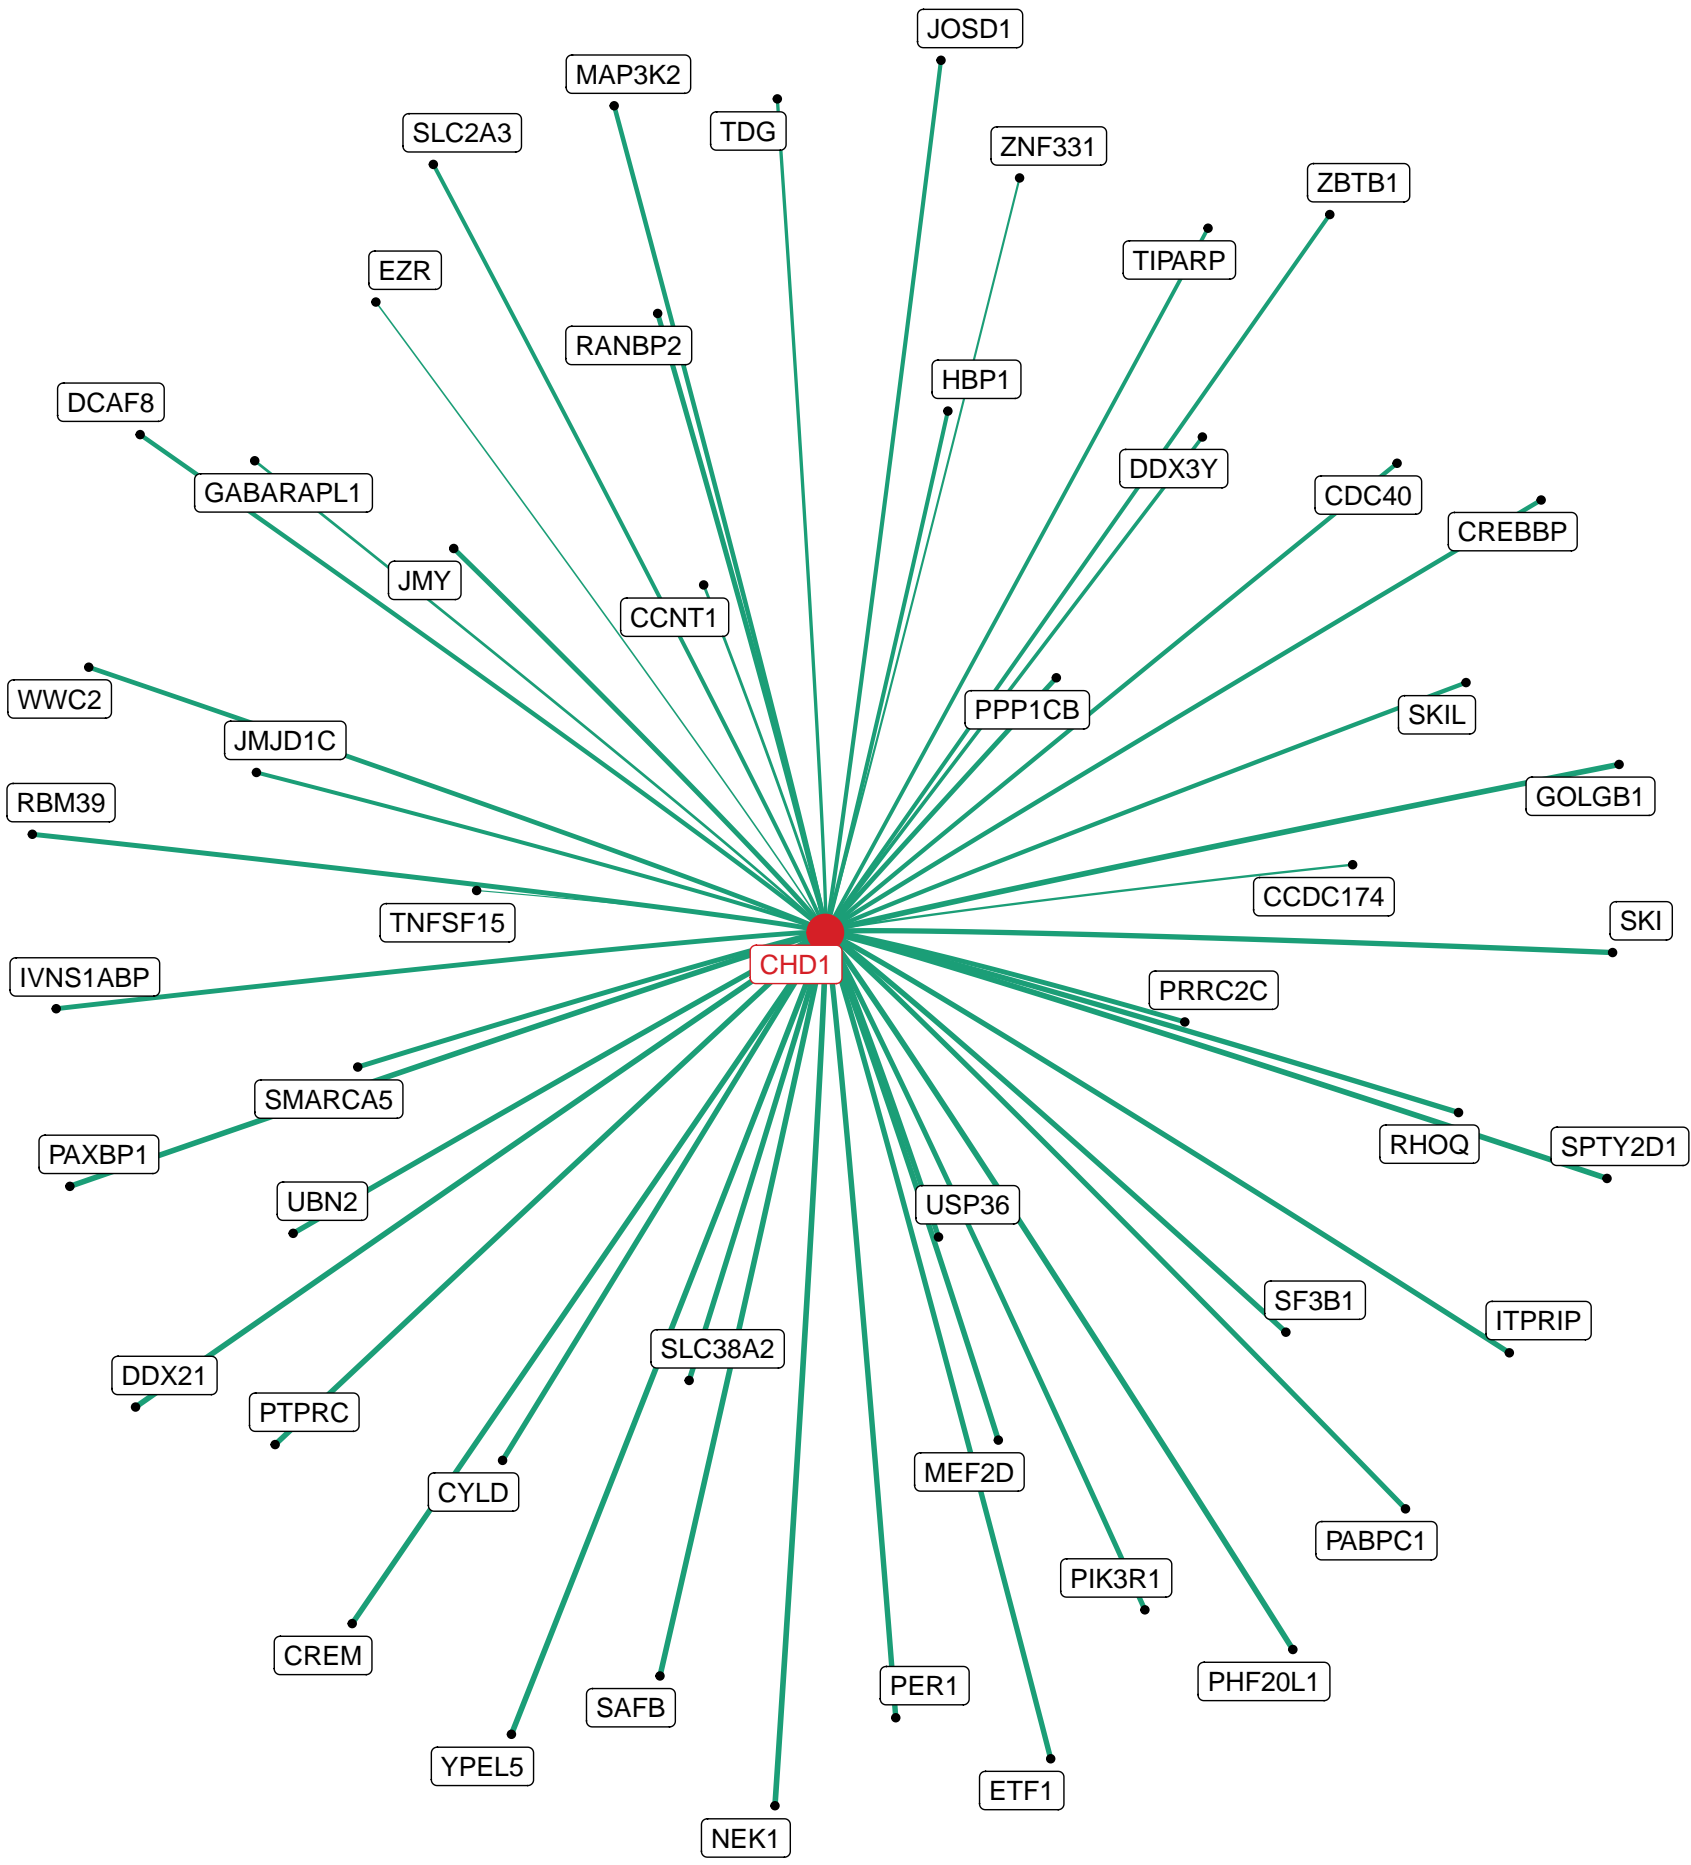 JOSD1
MAP3K2
TDG
SLC2A3
ZNF331
ZBTB1
TIPARP
EZR
RANBP2
HBP1
DCAF8
DDX3Y
GABARAPL1
CDC40
CREBBP
JMY
CCNT1
WWC2
PPP1CB
SKIL
JMJD1C
GOLGB1
RBM39
CCDC174
TNFSF15
SKI
CHD1
IVNS1ABP
PRRC2C
SMARCA5
RHOQ
SPTY2D1
PAXBP1
UBN2
USP36
SF3B1
ITPRIP
SLC38A2
DDX21
PTPRC
MEF2D
CYLD
PABPC1
PIK3R1
CREM
PHF20L1
PER1
SAFB
YPEL5
ETF1
NEK1